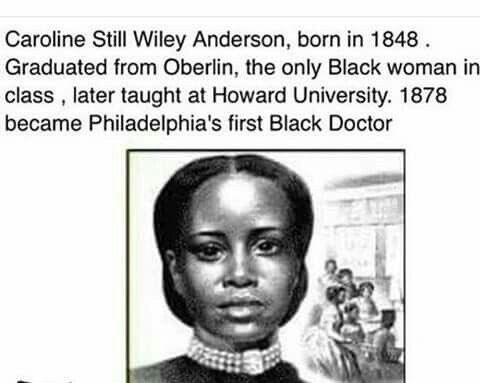 Caroline Still Wiley Anderson, born in 1848 .
Graduated from Oberlin, the only Black woman in
class , later taught at Howard University. 1878
became Philadelphia's first Black Doctor